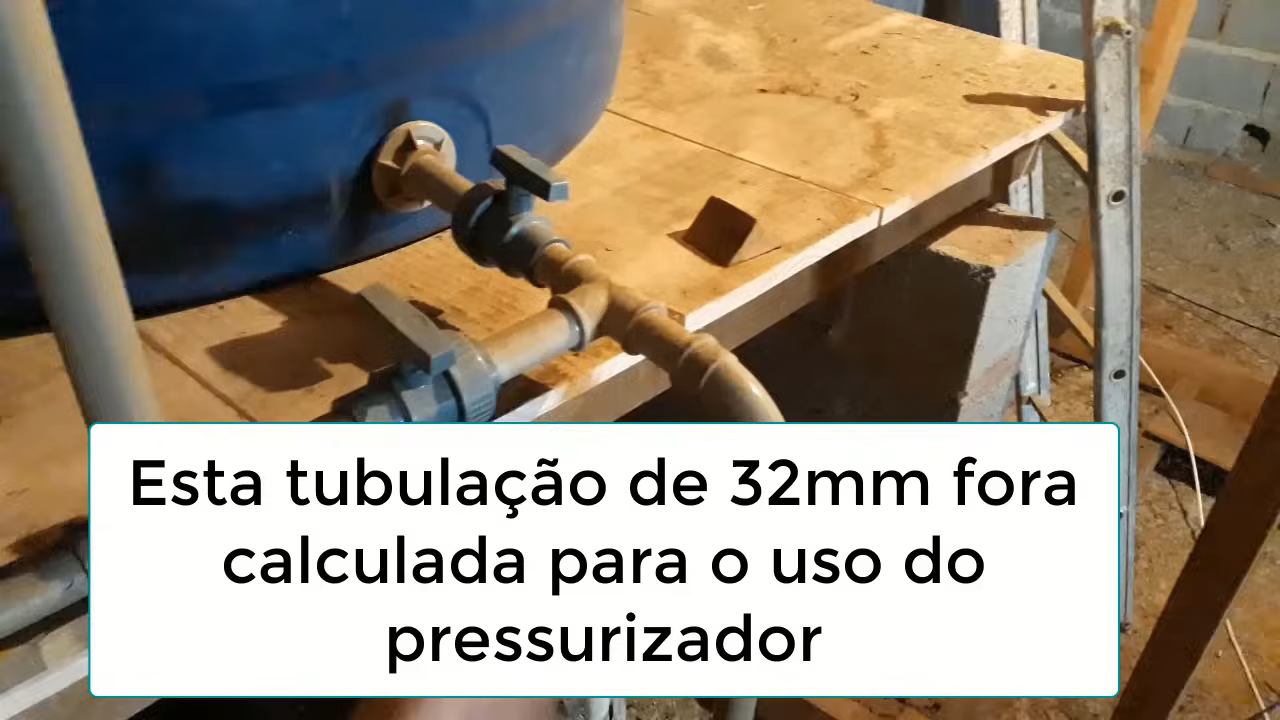 Esta tubulação de 32mm fora
calculada para o uso do
pressurizador